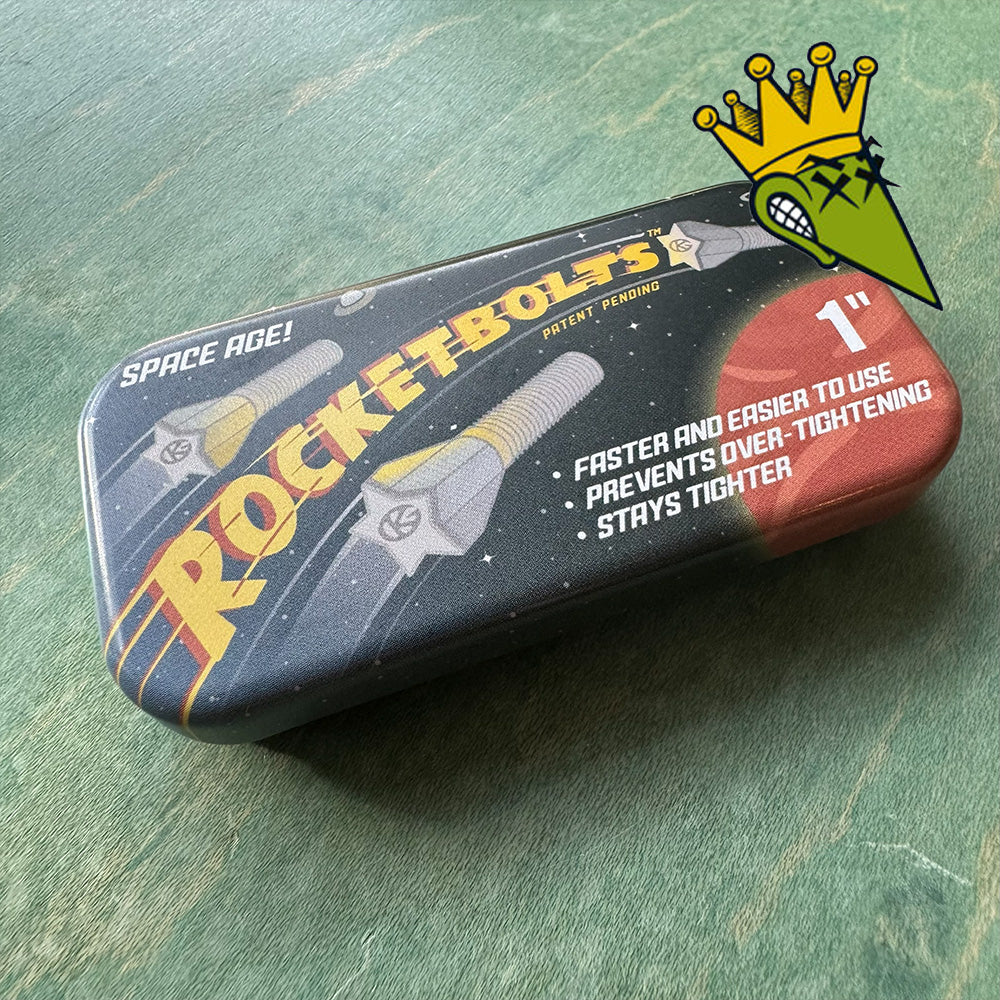 SPACE AGE!
ROCKETBOLTS™
PATENT PENDING
1"
• FASTER AND EASIER TO USE
• PREVENTS OVER-TIGHTENING
• STAYS TIGHTER